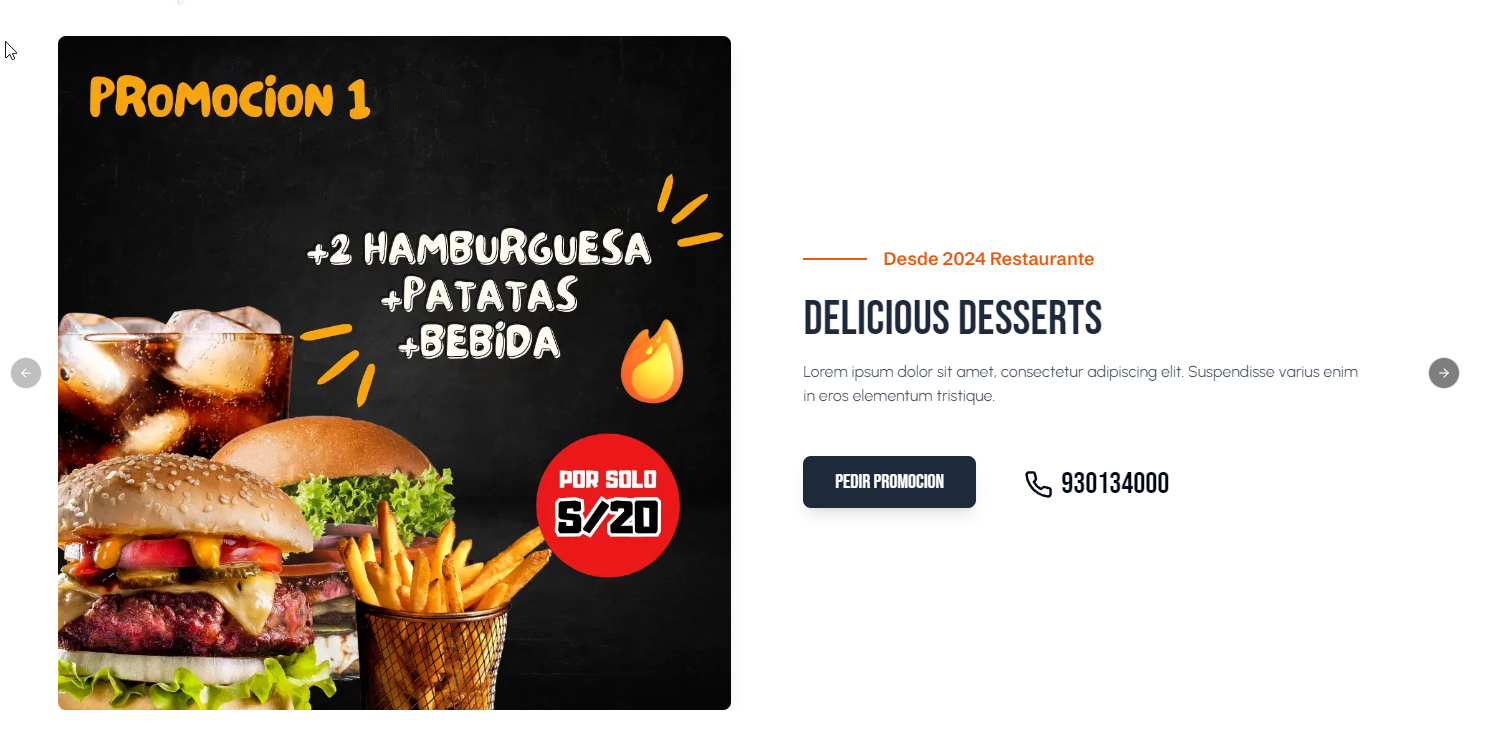 PROMOCiON 1
+2 HAMBURGUESA
+PATATAS
+BEBiDA
POR SOLO
S/20
Desde 2024 Restaurante
DELICIOUS DESSERTS
Lorem ipsum dolor sit amet, consectetur adipiscing elit. Suspendisse varius enim
in eros elementum tristique.
PEDIR PROMOCION
930134000